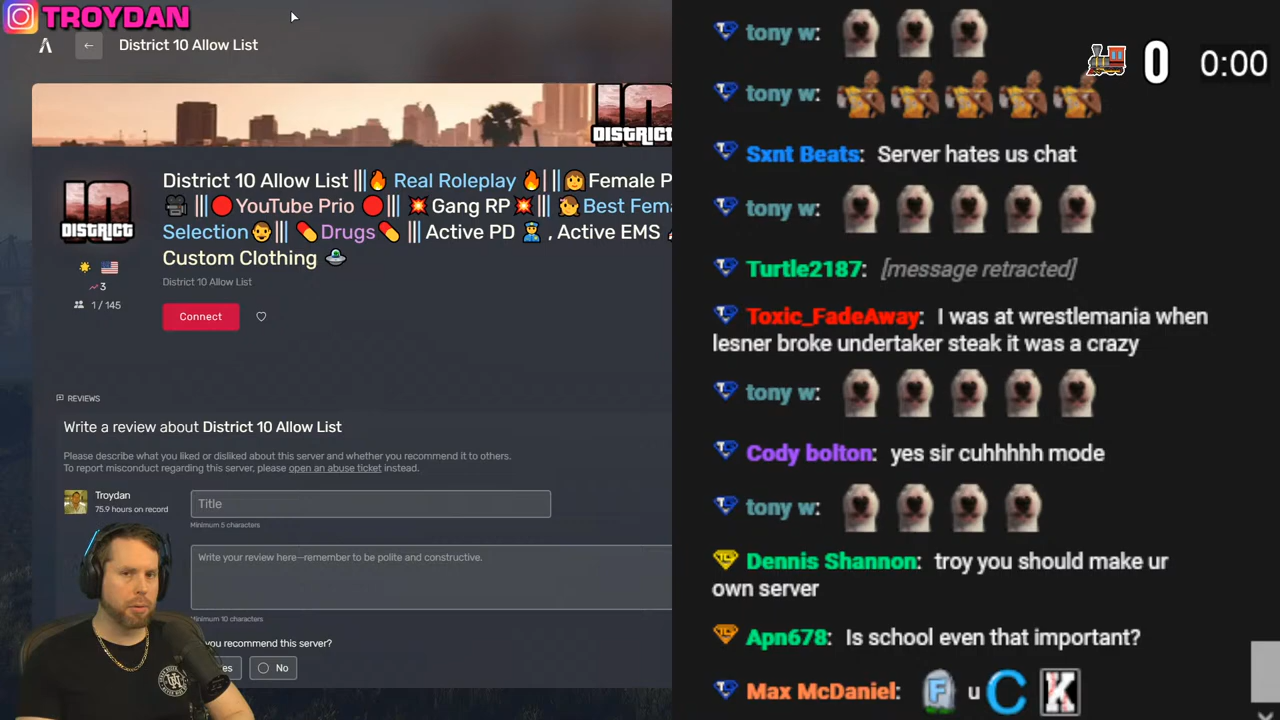 TROYDAN
District 10 Allow List
DISTRICT
District 10 Allow List ||| Real Roleplay ||| Female P
||| YouTube Prio ||| Gang RP ||| Best Fema
Selection ||| Drugs ||| Active PD , Active EMS
Custom Clothing
District 10 Allow List
IN
DISTRICT
3
1 / 145
Connect
REVIEWS
Write a review about District 10 Allow List
Please describe what you liked or disliked about this server and whether you recommend it to others.
To report misconduct regarding this server, please open an abuse ticket instead.
Troydan
75.9 hours on record
Title
Minimum 5 characters
Write your review here—remember to be polite and constructive.
Minimum 10 characters
you recommend this server?
es
No
0
0:00
tony w:
tony w:
Sxnt Beats: Server hates us chat
tony w:
Turtle2187: [message retracted]
Toxic_FadeAway: I was at wrestlemania when
lesner broke undertaker steak it was a crazy
tony w:
Cody bolton: yes sir cuhhhhh mode
tony w:
Dennis Shannon: troy you should make ur
own server
Apn678: Is school even that important?
Max McDaniel: F u C K